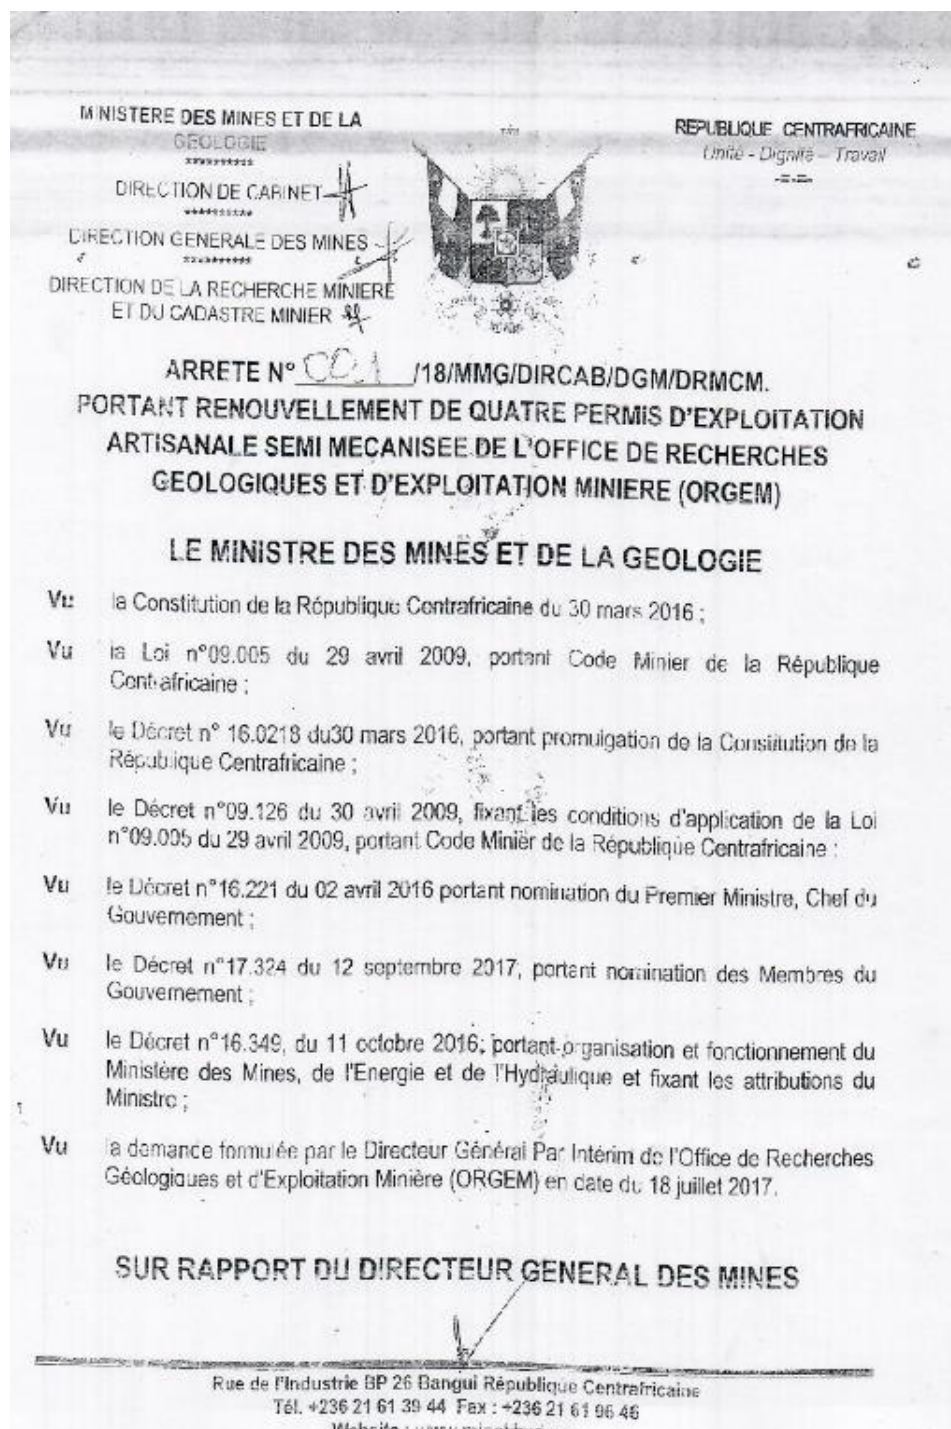 MINISTERE DES MINES ET DE LA
GEOLOGIE
**********
DIRECTION DE CABINET
**********
DIRECTION GENERALE DES MINES
**********
DIRECTION DE LA RECHERCHE MINIERE
ET DU CADASTRE MINIER
REPUBLIQUE CENTRAFRICAINE
Unité - Dignité – Travail
-=-=-
ARRETE N° 001 /18/MMG/DIRCAB/DGM/DRMCM.
PORTANT RENOUVELLEMENT DE QUATRE PERMIS D'EXPLOITATION
ARTISANALE SEMI MECANISEE DE L'OFFICE DE RECHERCHES
GEOLOGIQUES ET D'EXPLOITATION MINIERE (ORGEM)
LE MINISTRE DES MINES ET DE LA GEOLOGIE
Vu la Constitution de la République Centrafricaine du 30 mars 2016 ;
Vu la Loi n°09.005 du 29 avril 2009, portant Code Minier de la République
Centrafricaine ;
Vu le Décret n° 16.0218 du30 mars 2016, portant promulgation de la Constitution de la
République Centrafricaine ;
Vu le Décret n°09.126 du 30 avril 2009, fixant les conditions d'application de la Loi
n°09.005 du 29 avril 2009, portant Code Minier de la République Centrafricaine ;
Vu le Décret n°16.221 du 02 avril 2016 portant nomination du Premier Ministre, Chef du
Gouvernement ;
Vu le Décret n°17.324 du 12 septembre 2017, portant nomination des Membres du
Gouvernement ;
Vu le Décret n°16.349, du 11 octobre 2016; portant organisation et fonctionnement du
Ministère des Mines, de l'Energie et de l'Hydraulique et fixant les attributions du
Ministre ;
Vu la demande formulée par le Directeur Général Par Intérim de l'Office de Recherches
Géologiques et d'Exploitation Minière (ORGEM) en date du 18 juillet 2017.
SUR RAPPORT DU DIRECTEUR GENERAL DES MINES
Rue de l'Industrie BP 26 Bangui République Centrafricaine
Tél. +236 21 61 39 44 Fax : +236 21 61 96 46